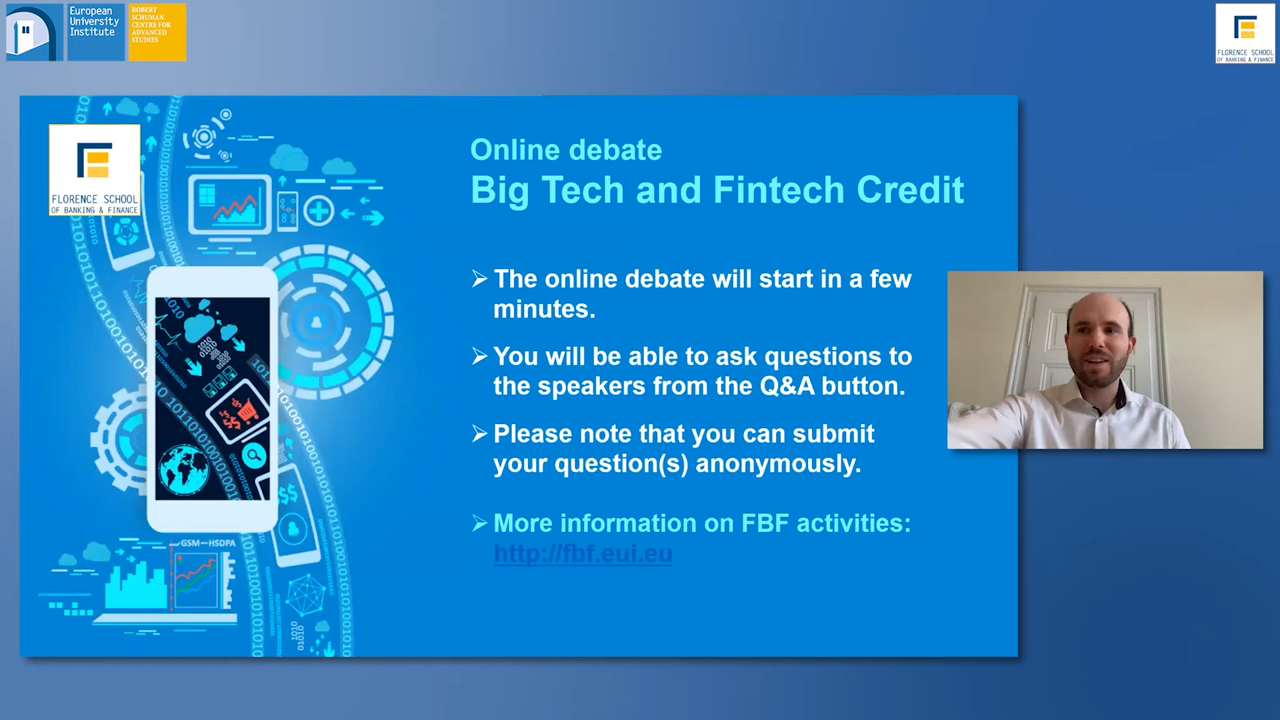 European
University
Institute
ROBERT
SCHUMAN
CENTRE FOR
ADVANCED
STUDIES
FLORENCE SCHOOL
OF BANKING & FINANCE
FLORENCE SCHOOL
OF BANKING & FINANCE
Online debate
Big Tech and Fintech Credit
➢ The online debate will start in a few
minutes.
➢ You will be able to ask questions to
the speakers from the Q&A button.
➢ Please note that you can submit
your question(s) anonymously.
➢ More information on FBF activities:
http://fbf.eui.eu
GSM HSDPA